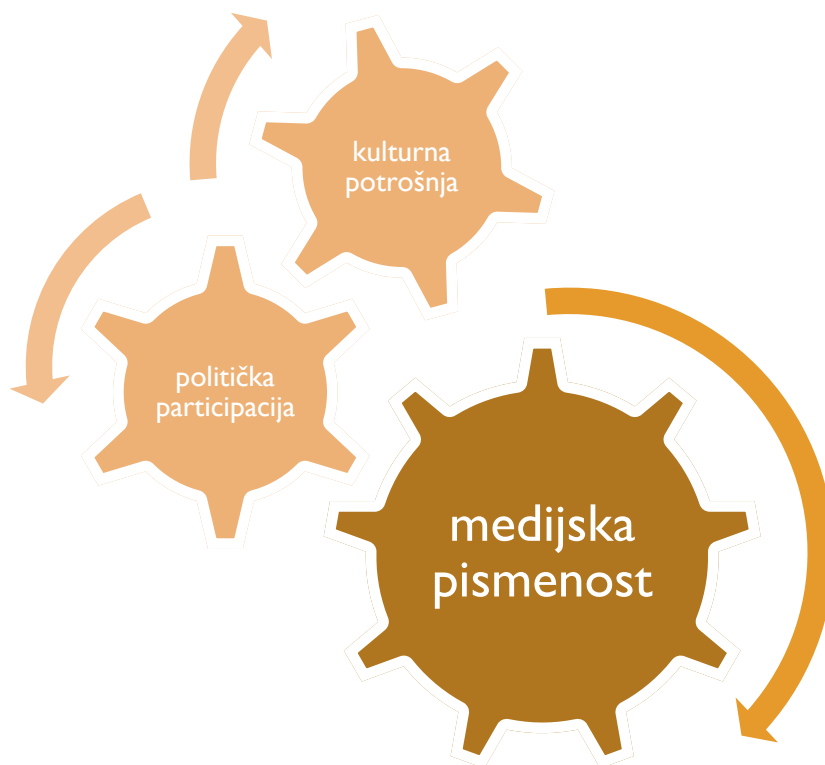 kulturna
potrošnja
politička
participacija
medijska
pismenost